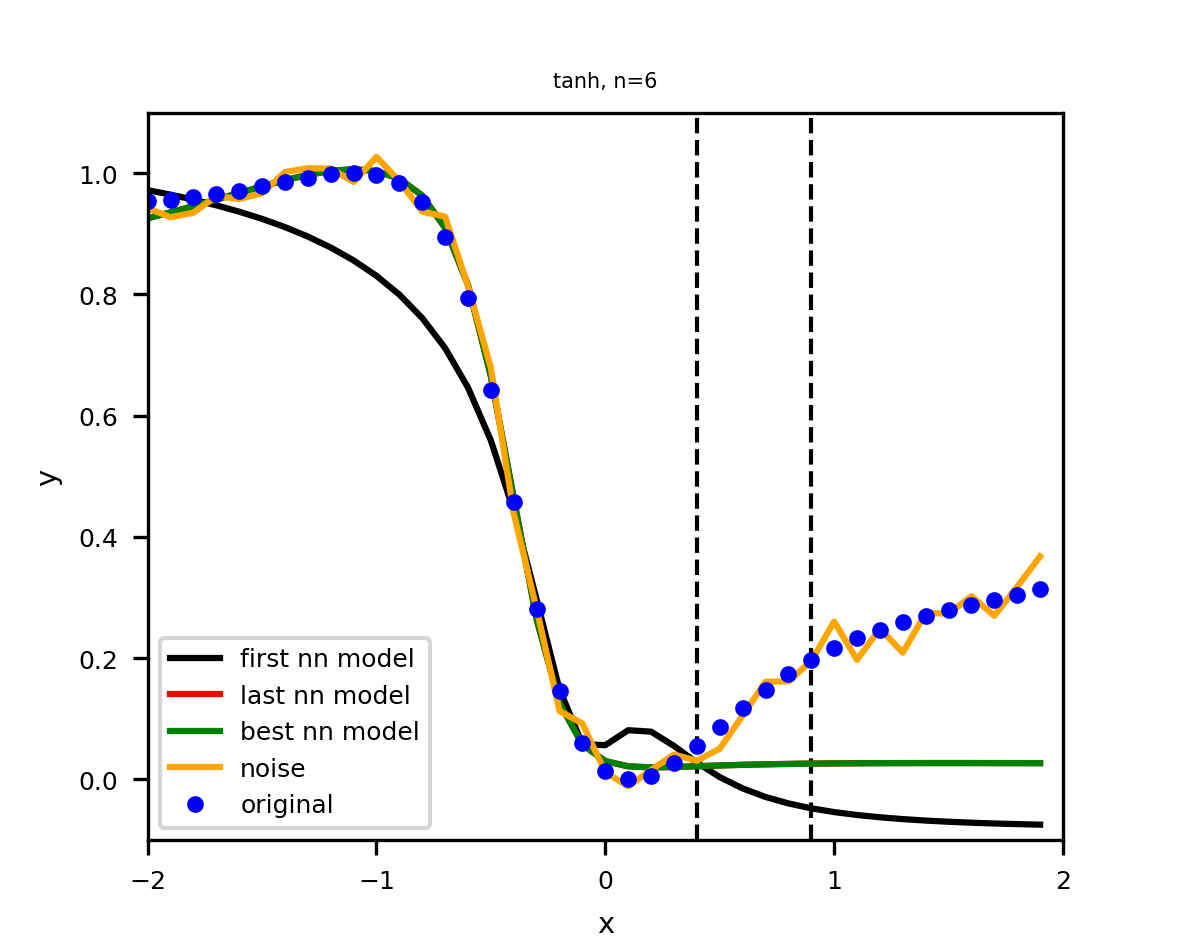 tanh, n=6
1.0
0.8
0.6
0.4
0.2
0.0
y
first nn model
last nn model
best nn model
noise
original
−2
−1
0
1
2
x